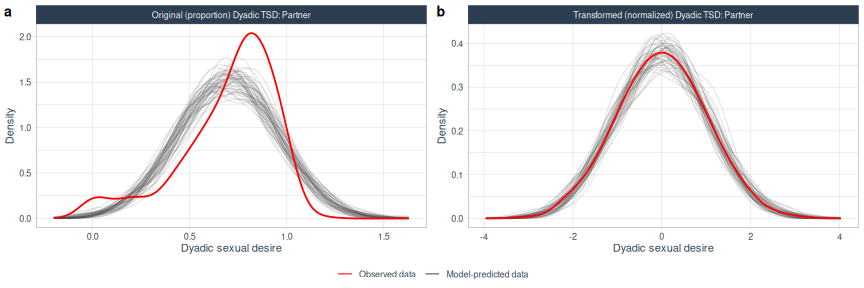 a
Original (proportion) Dyadic TSD: Partner
2.0
1.5
1.0
0.5
0.0
Density
0.0 0.5 1.0 1.5
Dyadic sexual desire
b
Transformed (normalized) Dyadic TSD: Partner
0.4
0.3
0.2
0.1
0.0
Density
-4 -2 0 2 4
Dyadic sexual desire
Observed data Model-predicted data